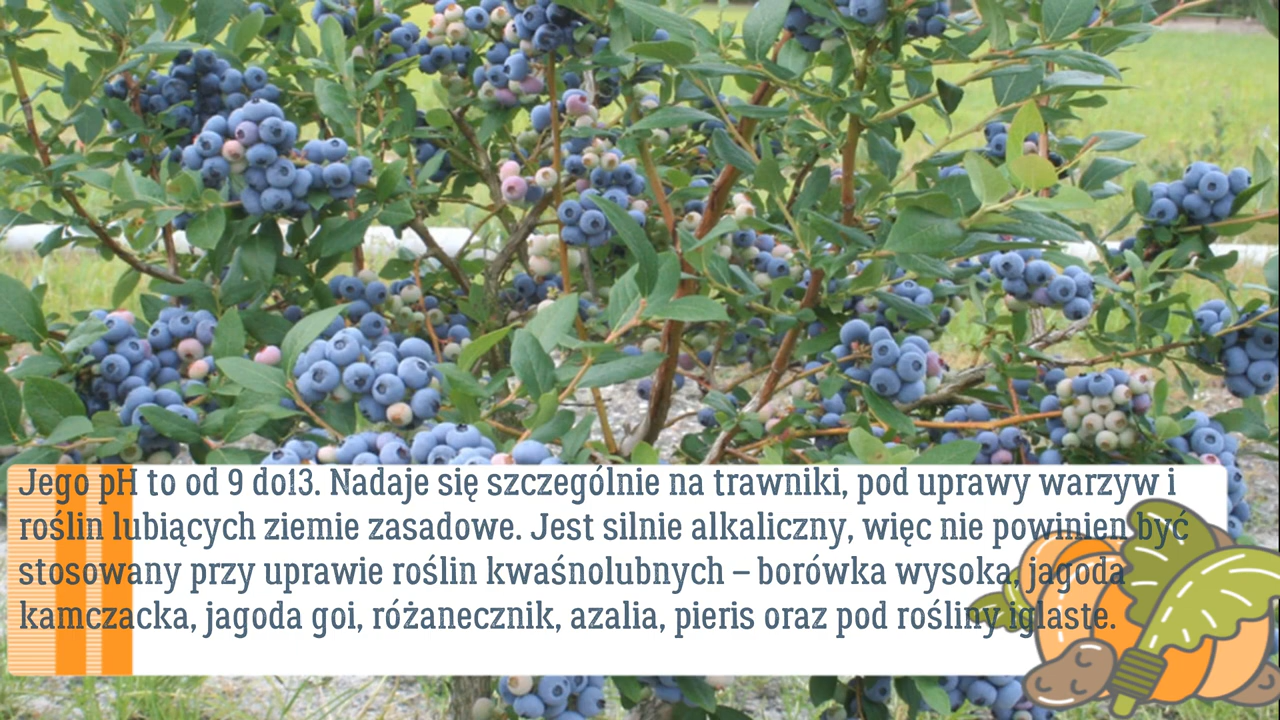 Jego pH to od 9 do13. Nadaje się szczególnie na trawniki, pod uprawy warzyw i
roślin lubiących ziemie zasadowe. Jest silnie alkaliczny, więc nie powinien być
stosowany przy uprawie roślin kwaśnolubnych – borówka wysoka, jagoda
kamczacka, jagoda goi, różanecznik, azalia, pieris oraz pod rośliny iglaste.